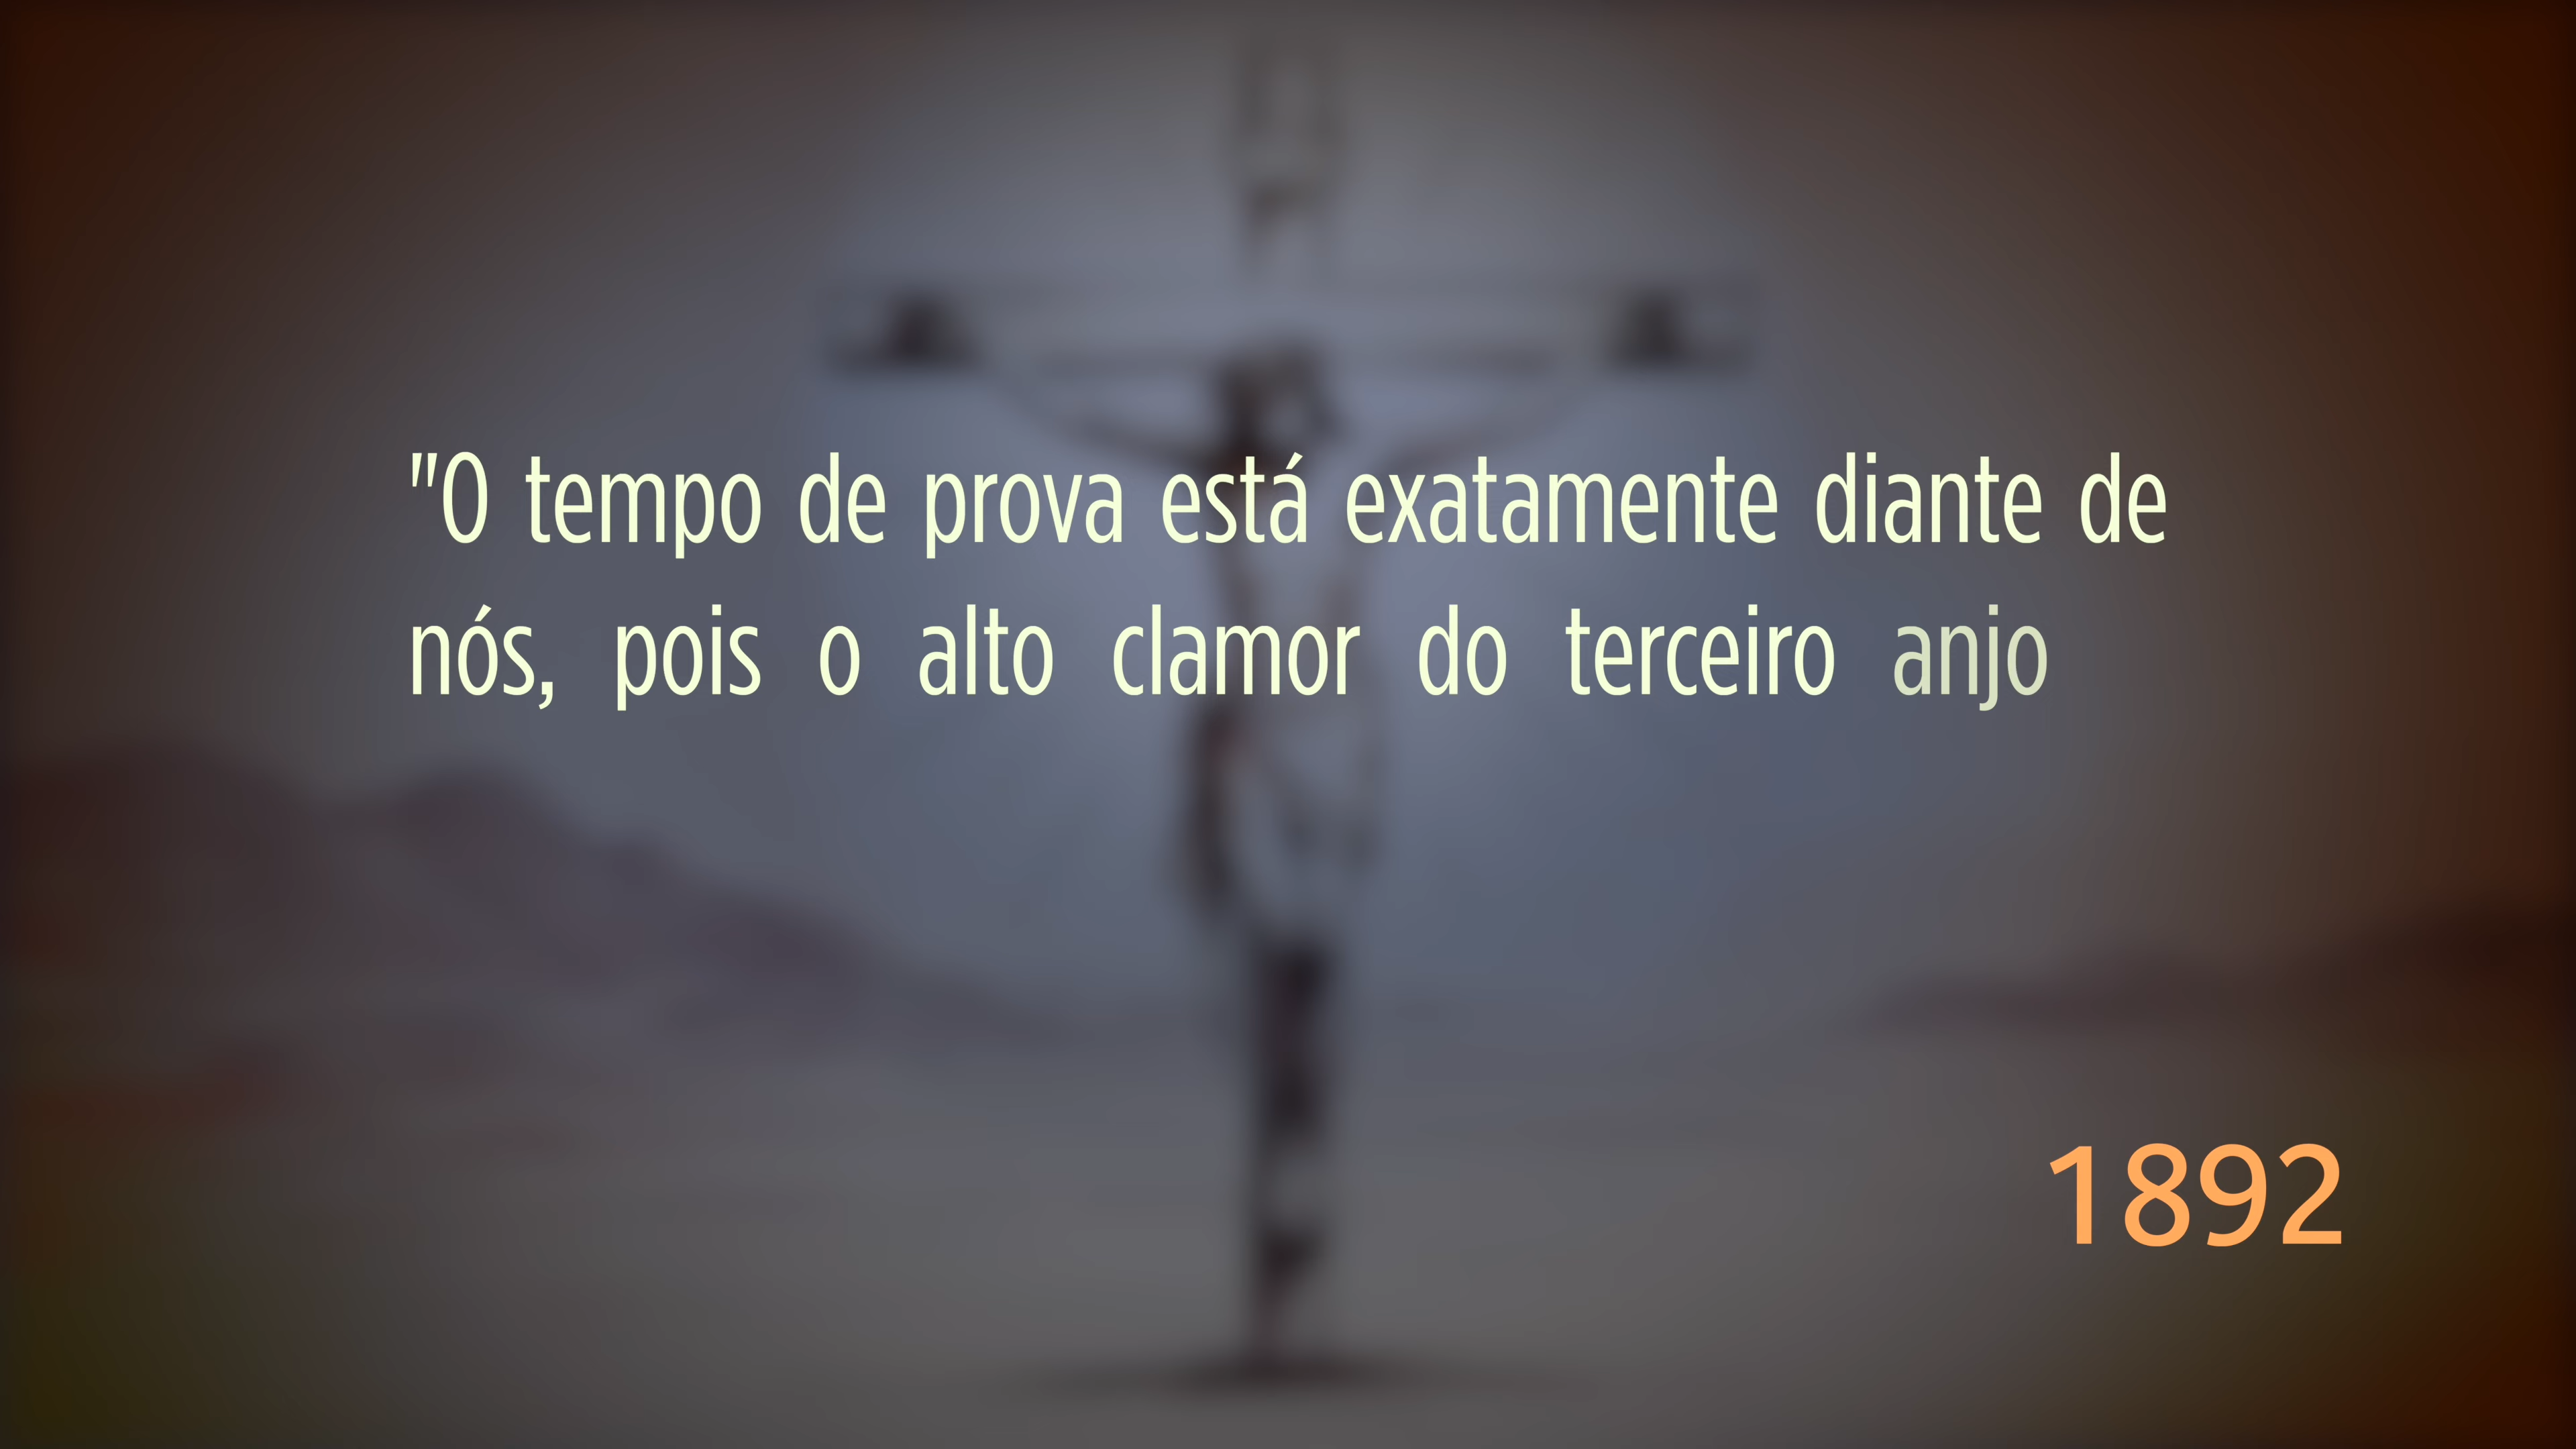 "O tempo de prova está exatamente diante de
nós, pois o alto clamor do terceiro anjo
1892